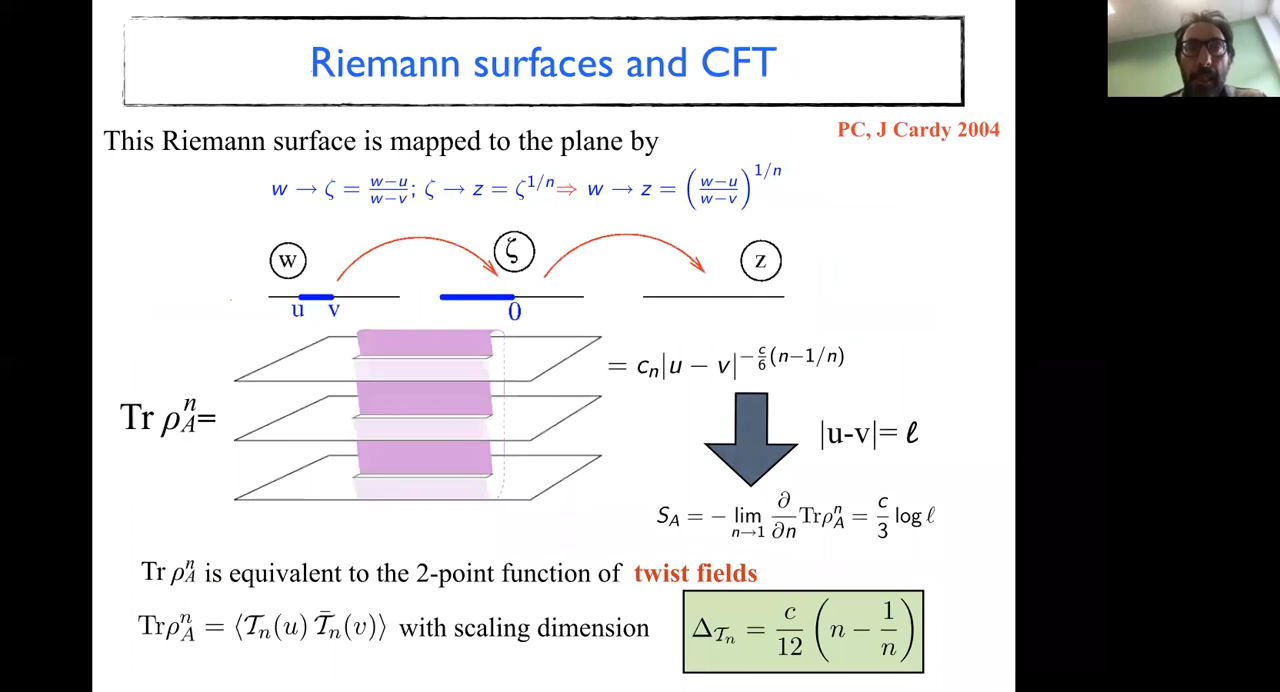 Riemann surfaces and CFT
PC, J Cardy 2004
This Riemann surface is mapped to the plane by
w → ζ = (w−u)/(w−v); ζ → z = ζ^{1/n} ⇒ w → z = ((w−u)/(w−v))^{1/n}
w ζ z
u v 0
Tr ρ_A^n = = c_n|u − v|^{−(c/6)(n−1/n)}
|u-v|= ℓ
S_A = − lim_{n→1} ∂/∂n Trρ_A^n = c/3 log ℓ
Tr ρ_A^n is equivalent to the 2-point function of twist fields
Trρ_A^n = ⟨𝒯_n(u) 𝒯̄_n(v)⟩ with scaling dimension Δ_{𝒯_n} = c/12 (n − 1/n)